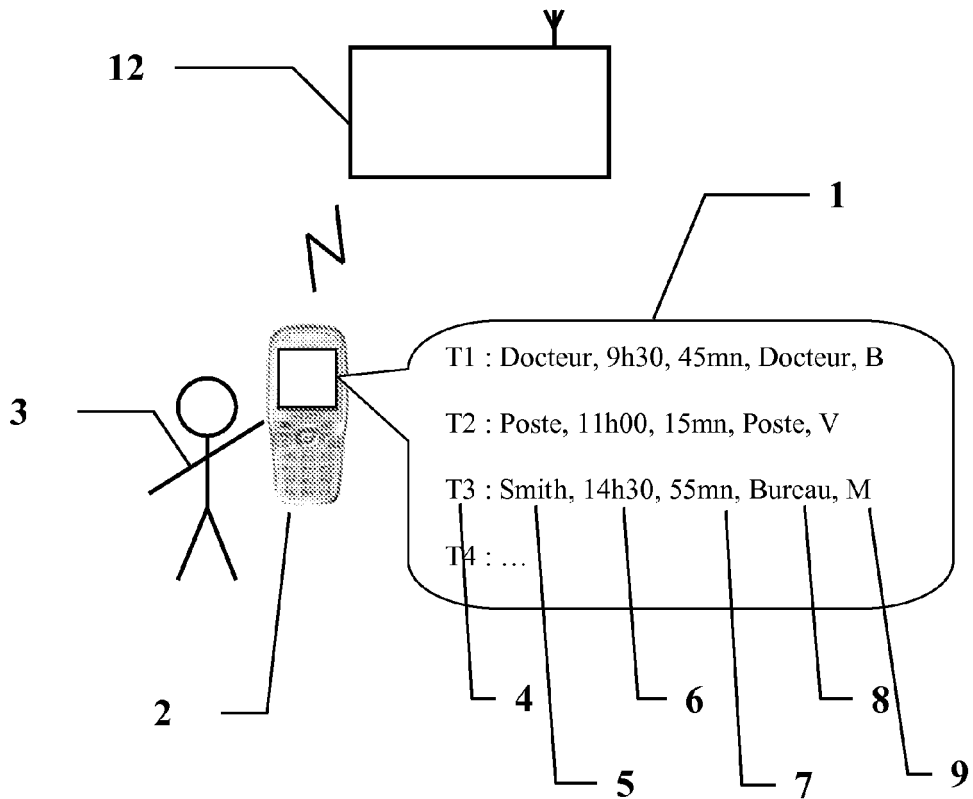 12
1
T1 : Docteur, 9h30, 45mn, Docteur, B
3
T2 : Poste, 11h00, 15mn, Poste, V
T3 : Smith, 14h30, 55mn, Bureau, M
T4 : …
2
4
6
8
5
7
9